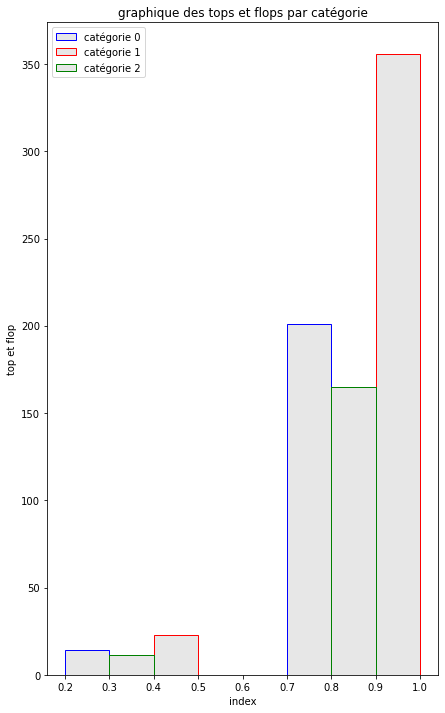 graphique des tops et flops par catégorie
catégorie 0
catégorie 1
catégorie 2
top et flop
350
300
250
200
150
100
50
0
0.2 0.3 0.4 0.5 0.6 0.7 0.8 0.9 1.0
index